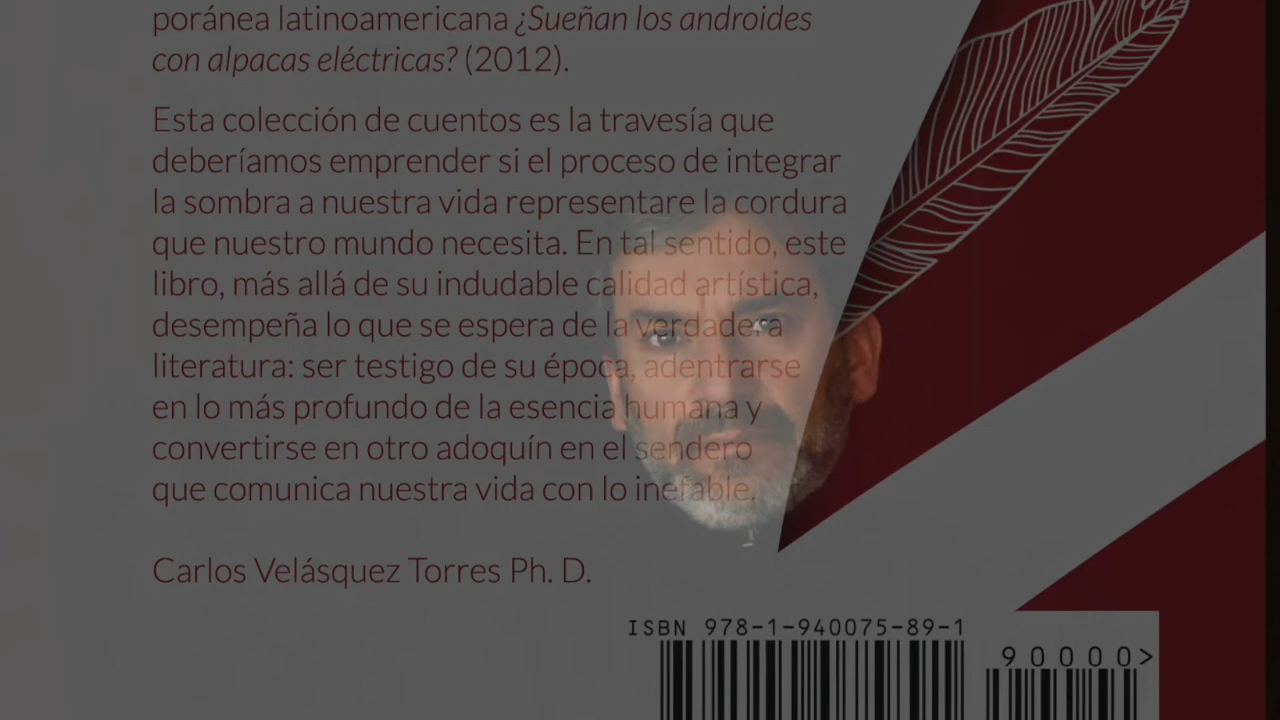 poránea latinoamericana ¿Sueñan los androides
con alpacas eléctricas? (2012).
Esta colección de cuentos es la travesía que
deberíamos emprender si el proceso de integrar
la sombra a nuestra vida representare la cordura
que nuestro mundo necesita. En tal sentido, este
libro, más allá de su indudable calidad artística,
desempeña lo que se espera de la verdadera
literatura: ser testigo de su época, adentrarse
en lo más profundo de la esencia humana y
convertirse en otro adoquín en el sendero
que comunica nuestra vida con lo inefable.
Carlos Velásquez Torres Ph. D.
ISBN 978-1-940075-89-1
90000>